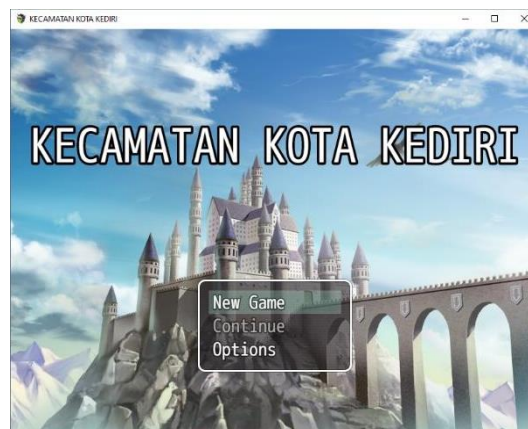 KECAMATAN KOTA KEDIRI
KECAMATAN KOTA KEDIRI
New Game
Continue
Options